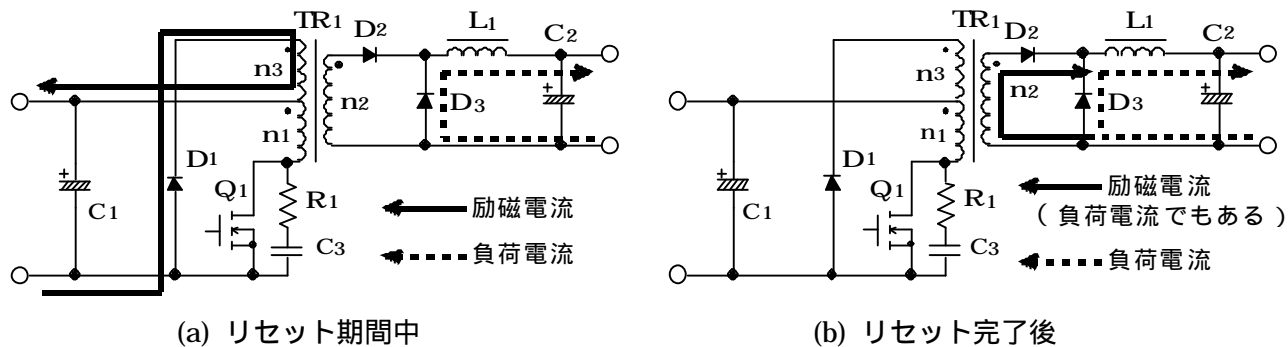 TR1
D2
L1
C2
n3
n2
D3
n1
D1
Q1
R1
C1
C3
励磁電流
負荷電流
(a) リセット期間中
TR1
D2
L1
C2
n3
n2
D3
n1
D1
Q1
R1
C1
C3
励磁電流
(負荷電流でもある)
負荷電流
(b) リセット完了後